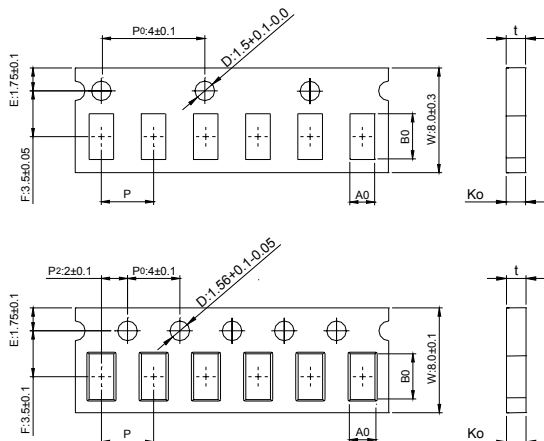 P0:4±0.1
D:1.5+0.1-0.0
t
E:1.75±0.1
F:3.5±0.05
B0
W:8.0±0.3
P
A0
Ko
P2:2±0.1
P0:4±0.1
D:1.56+0.1-0.05
t
E:1.75±0.1
F:3.5±0.1
B0
W:8.0±0.1
P
A0
Ko